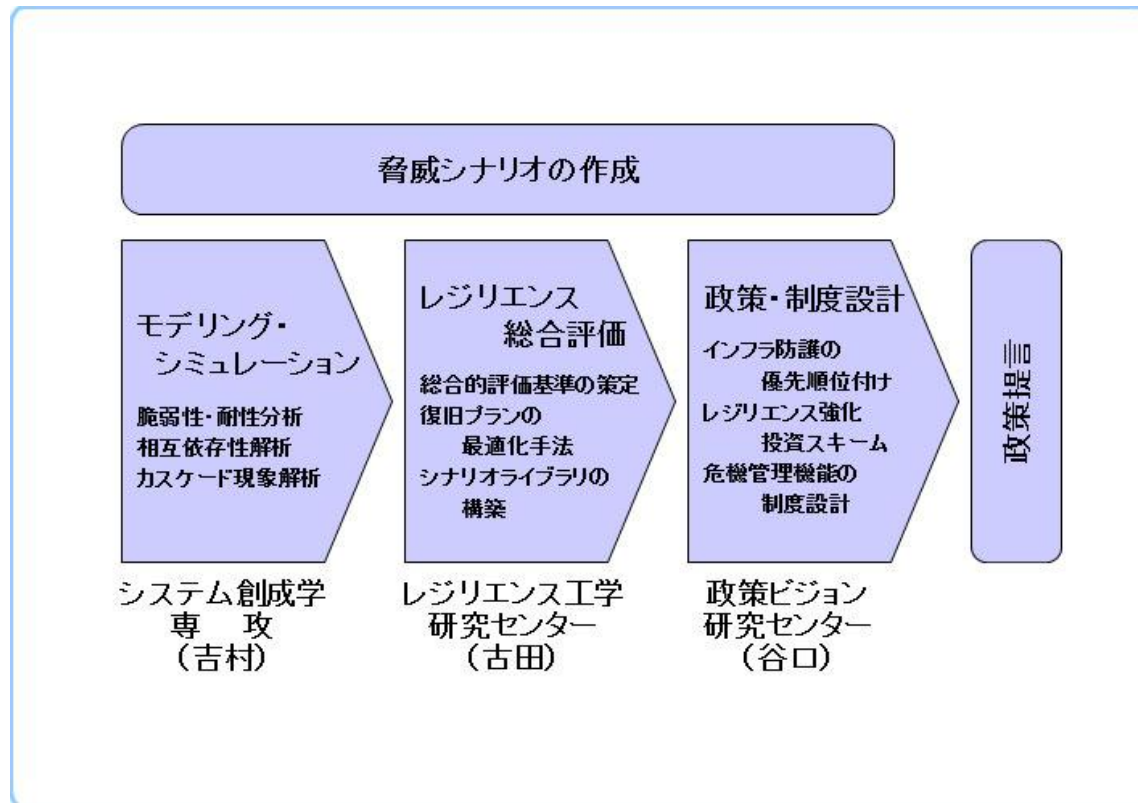 脅威シナリオの作成
モデリング・
シミュレーション
脆弱性・耐性分析
相互依存性解析
カスケード現象解析
システム創成学
専　攻
（吉村）
レジリエンス
総合評価
総合的評価基準の策定
復旧プランの
最適化手法
シナリオライブラリの
構築
レジリエンス工学
研究センター
（古田）
政策・制度設計
インフラ防護の
優先順位付け
レジリエンス強化
投資スキーム
危機管理機能の
制度設計
政策ビジョン
研究センター
（谷口）
政策提言